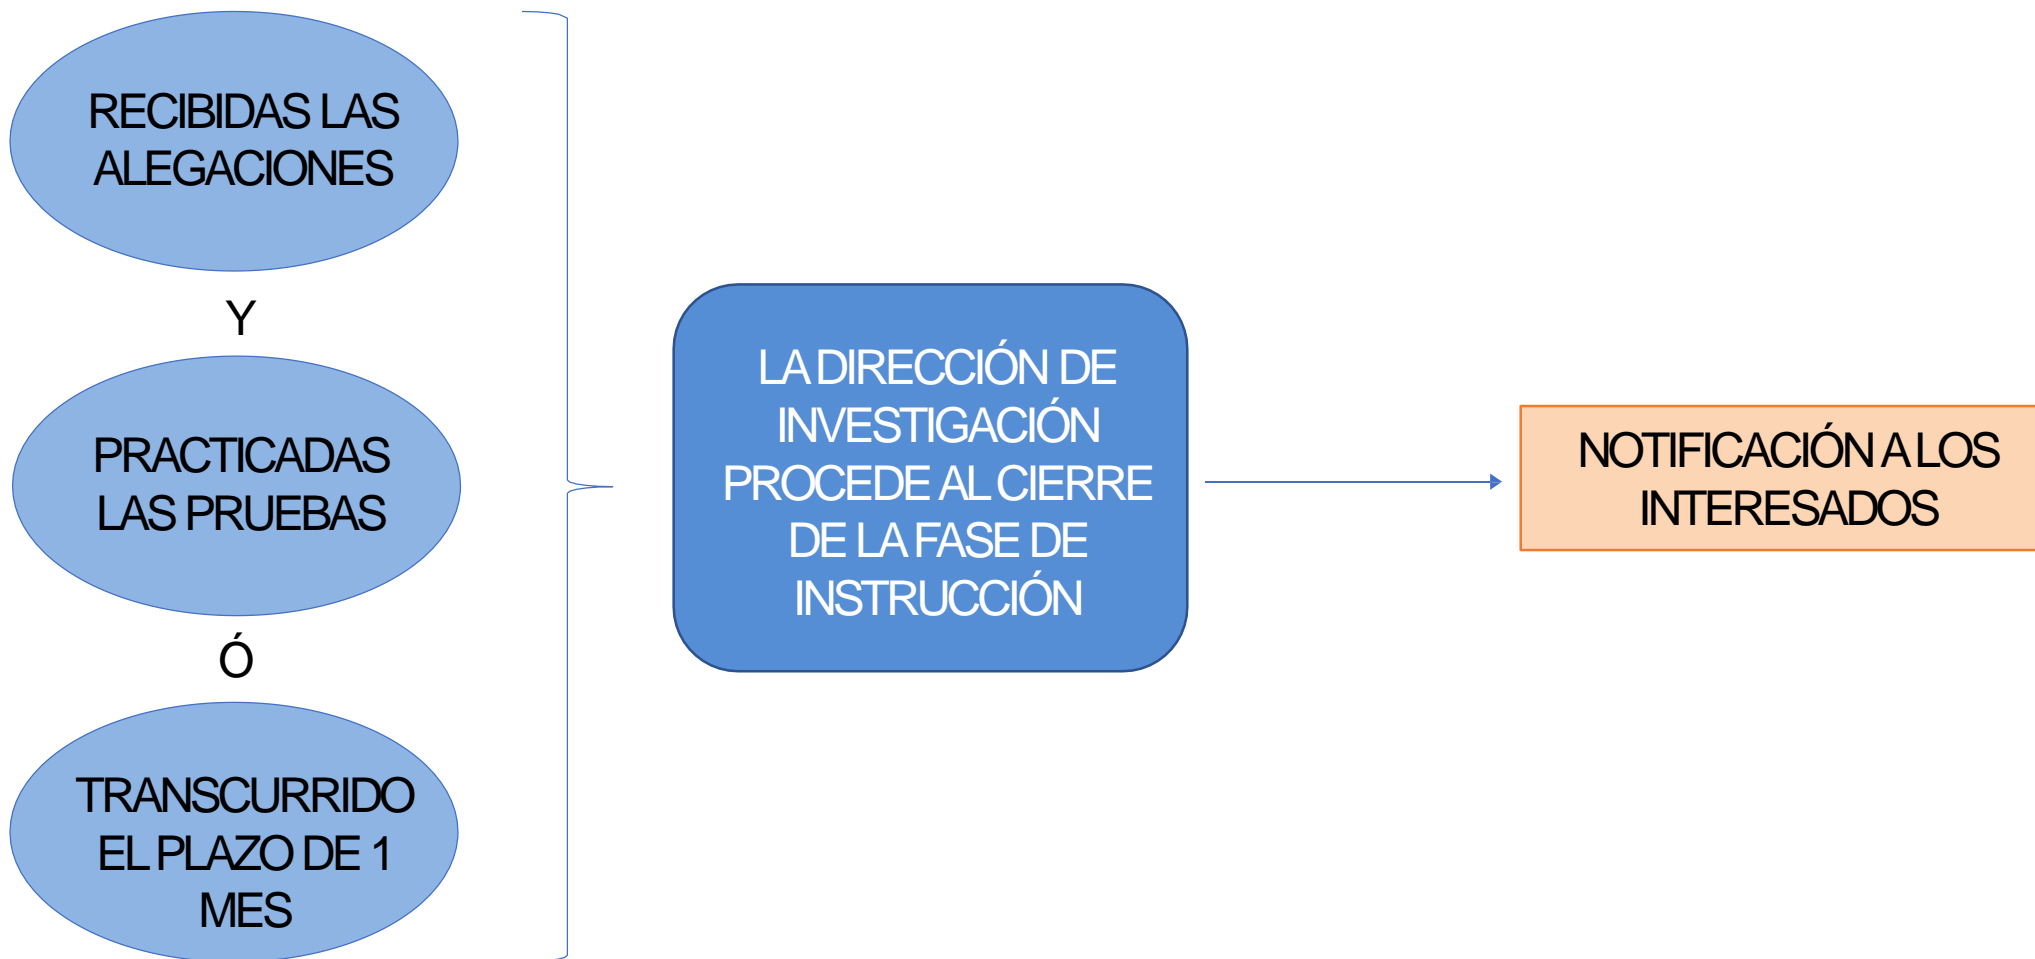 RECIBIDAS LAS
ALEGACIONES
Y
PRACTICADAS
LAS PRUEBAS
Ó
TRANSCURRIDO
EL PLAZO DE 1
MES
LA DIRECCIÓN DE
INVESTIGACIÓN
PROCEDE AL CIERRE
DE LA FASE DE
INSTRUCCIÓN
NOTIFICACIÓN A LOS
INTERESADOS